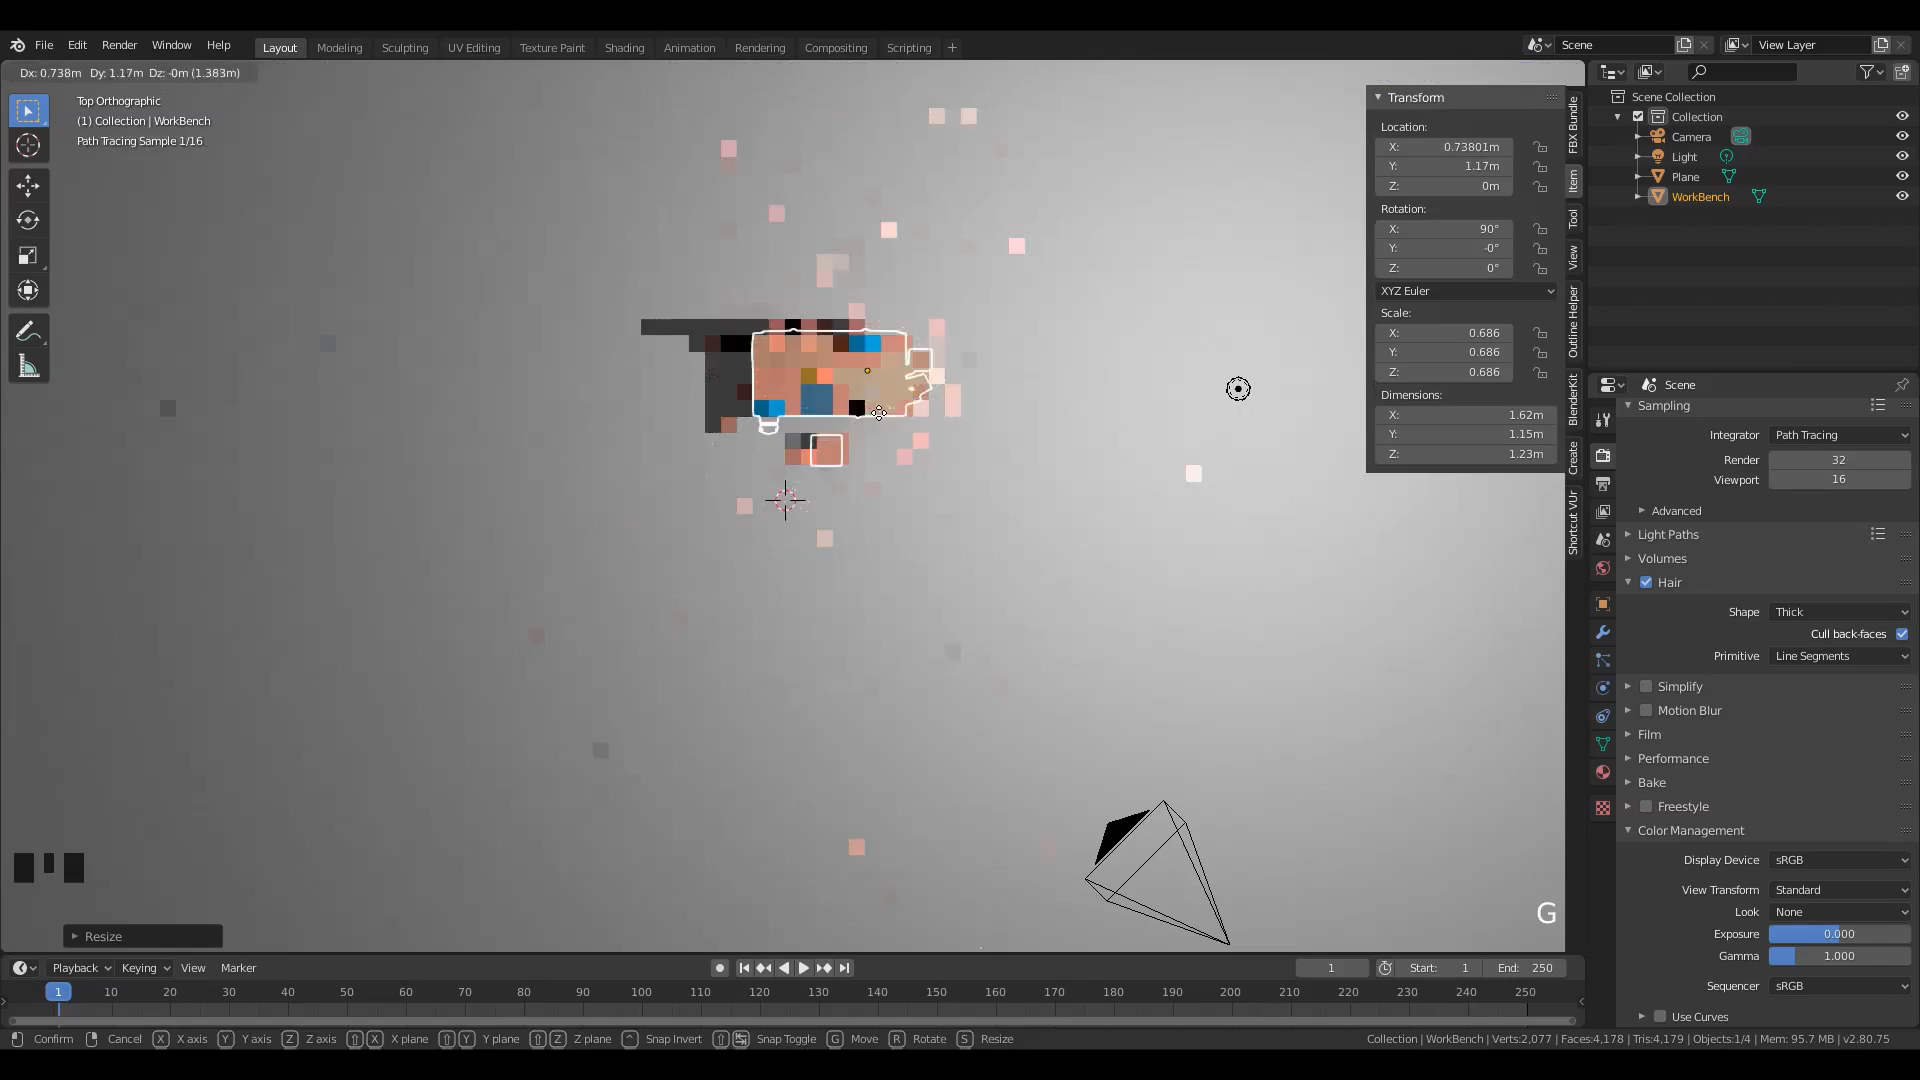 File Edit Render Window Help Layout Modeling Sculpting UV Editing Texture Paint Shading Animation Rendering Compositing Scripting + Scene View Layer
Dx: 0.738m Dy: 1.17m Dz: -0m (1.383m)
Top Orthographic
(1) Collection | WorkBench
Path Tracing Sample 1/16
Transform
Location:
X: 0.73801m
Y: 1.17m
Z: 0m
Rotation:
X: 90°
Y: -0°
Z: 0°
XYZ Euler
Scale:
X: 0.686
Y: 0.686
Z: 0.686
Dimensions:
X: 1.62m
Y: 1.15m
Z: 1.23m
FBX Bundle
Item
Tool
View
Outline Helper
BlenderKit
Create
Shortcut VUr
Scene Collection
Collection
Camera
Light
Plane
WorkBench
Scene
Sampling
Integrator Path Tracing
Render 32
Viewport 16
Advanced
Light Paths
Volumes
Hair
Shape Thick
Cull back-faces
Primitive Line Segments
Simplify
Motion Blur
Film
Performance
Bake
Freestyle
Color Management
Display Device sRGB
View Transform Standard
Look None
Exposure 0.000
Gamma 1.000
Sequencer sRGB
Use Curves
G
Resize
Playback Keying View Marker 1 Start: 1 End: 250
1 10 20 30 40 50 60 70 80 90 100 110 120 130 140 150 160 170 180 190 200 210 220 230 240 250
Confirm Cancel X X axis Y Y axis Z Z axis X X plane Y Y plane Z Z plane Snap Invert Snap Toggle G Move R Rotate S Resize Collection | WorkBench | Verts:2,077 | Faces:4,178 | Tris:4,179 | Objects:1/4 | Mem: 95.7 MB | v2.80.75